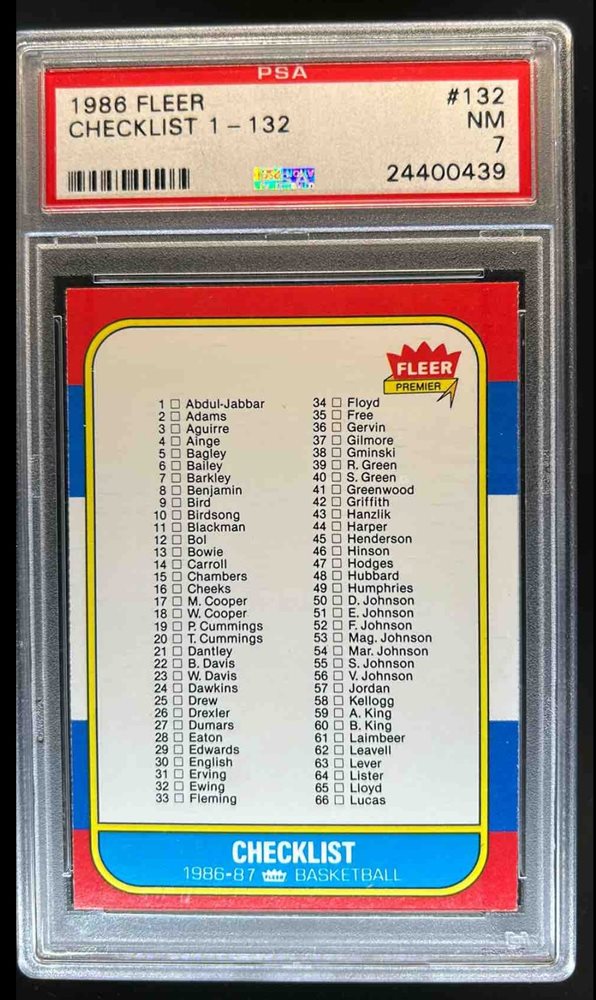 PSA
1986 FLEER #132
CHECKLIST 1 - 132 NM
7
24400439
FLEER
PREMIER
1 Abdul-Jabbar
2 Adams
3 Aguirre
4 Ainge
5 Bagley
6 Bailey
7 Barkley
8 Benjamin
9 Bird
10 Birdsong
11 Blackman
12 Bol
13 Bowie
14 Carroll
15 Chambers
16 Cheeks
17 M. Cooper
18 W. Cooper
19 P. Cummings
20 T. Cummings
21 Dantley
22 B. Davis
23 W. Davis
24 Dawkins
25 Drew
26 Drexler
27 Dumars
28 Eaton
29 Edwards
30 English
31 Erving
32 Ewing
33 Fleming
34 Floyd
35 Free
36 Gervin
37 Gilmore
38 Gminski
39 R. Green
40 S. Green
41 Greenwood
42 Griffith
43 Hanzlik
44 Harper
45 Henderson
46 Hinson
47 Hodges
48 Hubbard
49 Humphries
50 D. Johnson
51 E. Johnson
52 F. Johnson
53 Mag. Johnson
54 Mar. Johnson
55 S. Johnson
56 V. Johnson
57 Jordan
58 Kellogg
59 A. King
60 B. King
61 Laimbeer
62 Leavell
63 Lever
64 Lister
65 Lloyd
66 Lucas
CHECKLIST
1986-87 FLEER BASKETBALL